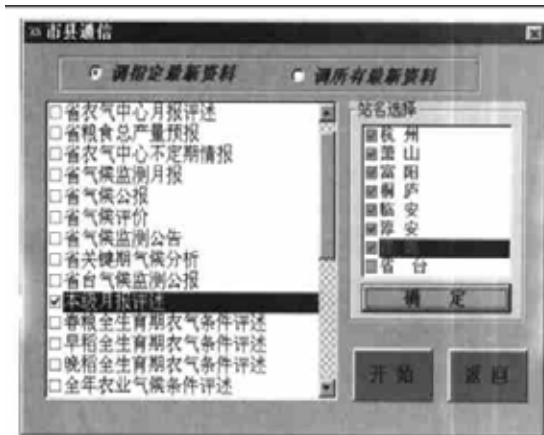 市县通信
调指定最新资料
调所有最新资料
省农气中心月报评述
省粮食总产量预报
省农气中心不定期情报
省气候监测月报
省气候公报
省气候评价
省气候监测公告
省关键期气候分析
省台气候监测公报
本级月报评述
春粮全生育期农气条件评述
早稻全生育期农气条件评述
晚稻全生育期农气条件评述
全年农业气候条件评述
站名选择
杭 州
萧 山
富 阳
桐 庐
临 安
淳 安
省 台
确 定
开 始
返 回